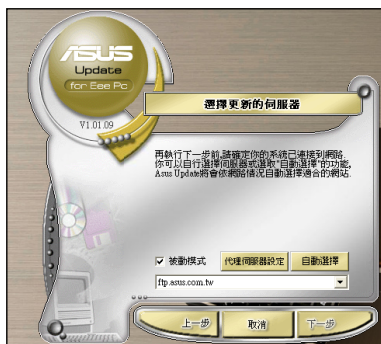 ASUS
Update
for Eee Pc
V1.01.09
選擇更新的伺服器
再執行下一步前,請確定你的系統已連接到網路.
你可以自行選擇伺服器或選取"自動選擇"的功能,
Asus Update將會依網路情況自動選擇適合的網站.
被動模式
代理伺服器設定
自動選擇
ftp.asus.com.tw
上一步
取消
下一步